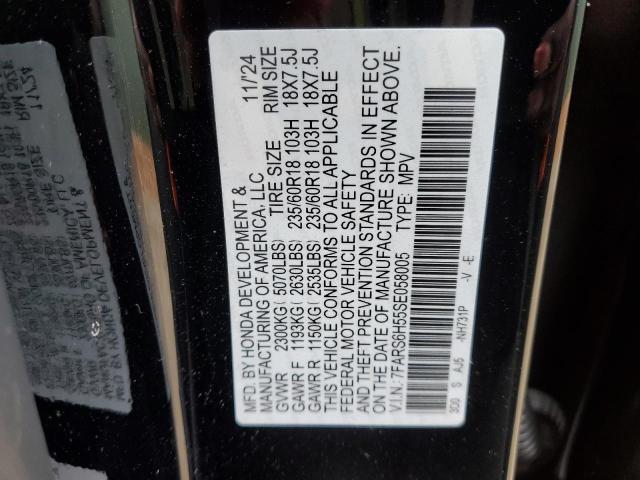 MFD. BY HONDA DEVELOPMENT & 11/'24
MANUFACTURING OF AMERICA, LLC
GVWR 2300KG( 5070LBS) TIRE SIZE RIM SIZE
GAWR F 1193KG ( 2630LBS) 235/60R18 103H 18X7.5J
GAWR R 1150KG ( 2535LBS) 235/60R18 103H 18X7.5J
THIS VEHICLE CONFORMS TO ALL APPLICABLE
FEDERAL MOTOR VEHICLE SAFETY
AND THEFT PREVENTION STANDARDS IN EFFECT
ON THE DATE OF MANUFACTURE SHOWN ABOVE.
V.I.N.: 7FARS6H55SE058005 TYPE: MPV
300 S AJ5 -NH731P -V -E